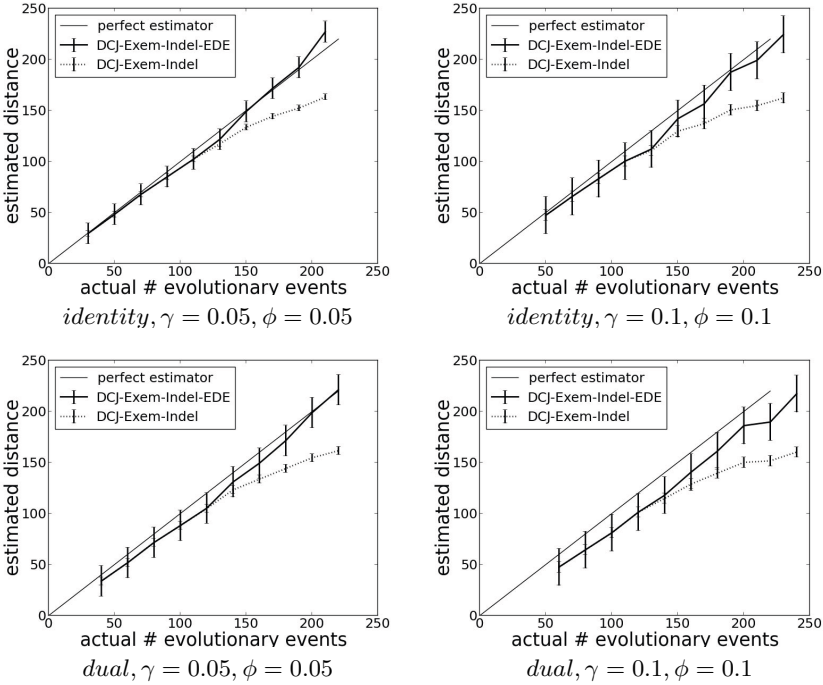 250
200
150
100
50
0
estimated distance
perfect estimator
DCJ-Exem-Indel-EDE
DCJ-Exem-Indel
0 50 100 150 200 250
actual # evolutionary events
identity, γ = 0.05, ϕ = 0.05
250
200
150
100
50
0
estimated distance
perfect estimator
DCJ-Exem-Indel-EDE
DCJ-Exem-Indel
0 50 100 150 200 250
actual # evolutionary events
identity, γ = 0.1, ϕ = 0.1
250
200
150
100
50
0
estimated distance
perfect estimator
DCJ-Exem-Indel-EDE
DCJ-Exem-Indel
0 50 100 150 200 250
actual # evolutionary events
dual, γ = 0.05, ϕ = 0.05
250
200
150
100
50
0
estimated distance
perfect estimator
DCJ-Exem-Indel-EDE
DCJ-Exem-Indel
0 50 100 150 200 250
actual # evolutionary events
dual, γ = 0.1, ϕ = 0.1